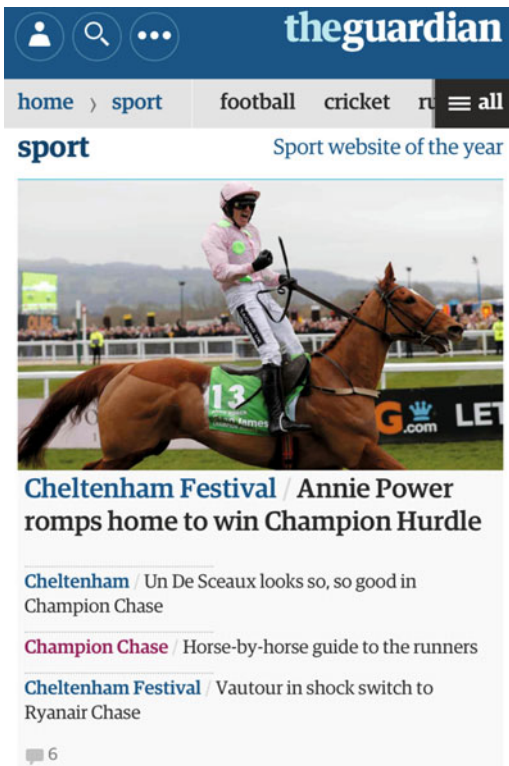 theguardian
home › sport football cricket ru all
sport Sport website of the year
13
G.com LET
Cheltenham Festival / Annie Power
romps home to win Champion Hurdle
Cheltenham / Un De Sceaux looks so, so good in
Champion Chase
Champion Chase / Horse-by-horse guide to the runners
Cheltenham Festival / Vautour in shock switch to
Ryanair Chase
6